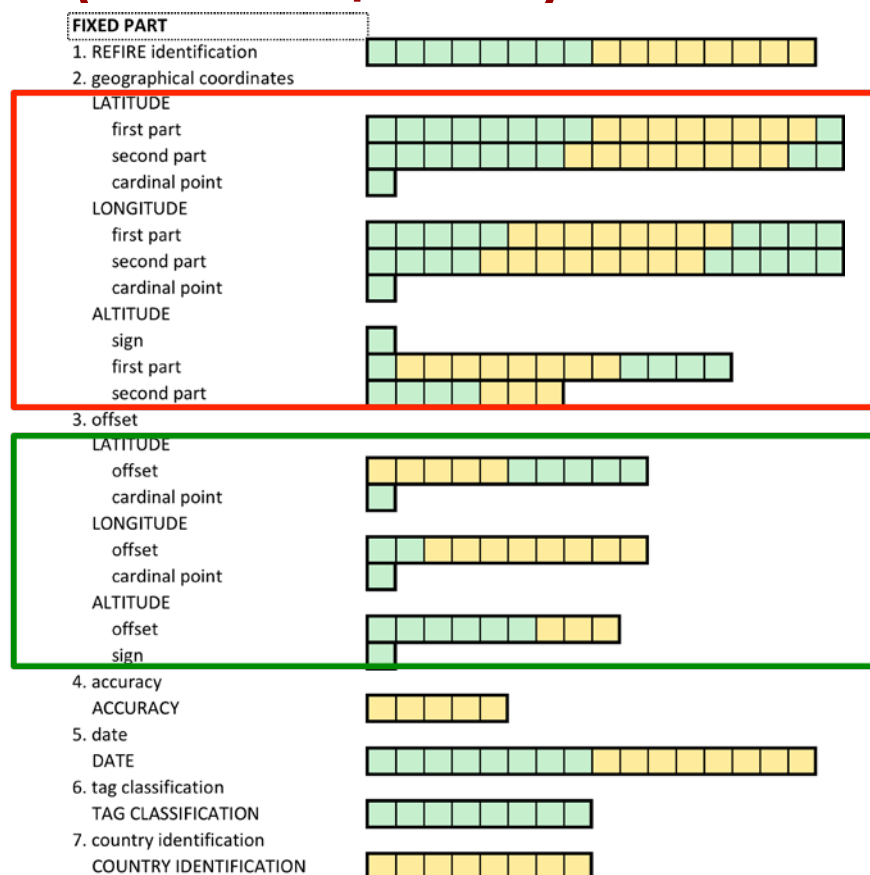 FIXED PART
1. REFIRE identification
2. geographical coordinates
LATITUDE
first part
second part
cardinal point
LONGITUDE
first part
second part
cardinal point
ALTITUDE
sign
first part
second part
3. offset
LATITUDE
offset
cardinal point
LONGITUDE
offset
cardinal point
ALTITUDE
offset
sign
4. accuracy
ACCURACY
5. date
DATE
6. tag classification
TAG CLASSIFICATION
7. country identification
COUNTRY IDENTIFICATION